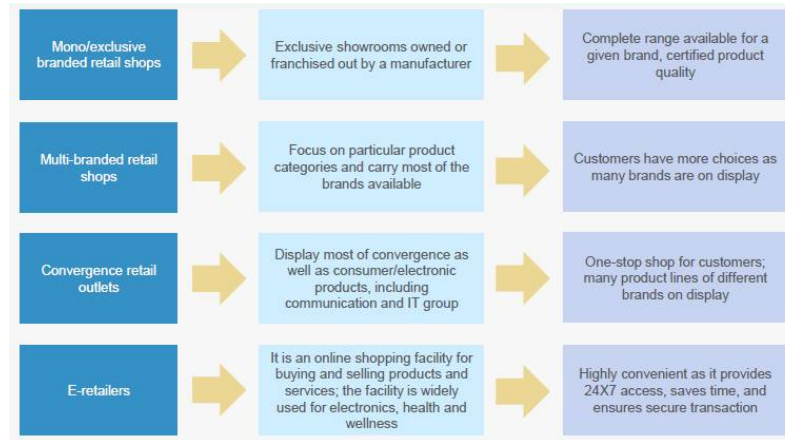 Mono/exclusive
branded retail shops
Exclusive showrooms owned or
franchised out by a manufacturer
Complete range available for a
given brand, certified product
quality
Multi-branded retail
shops
Focus on particular product
categories and carry most of the
brands available
Customers have more choices as
many brands are on display
Convergence retail
outlets
Display most of convergence as
well as consumer/electronic
products, including
communication and IT group
One-stop shop for customers;
many product lines of different
brands on display
E-retailers
It is an online shopping facility for
buying and selling products and
services; the facility is widely
used for electronics, health and
wellness
Highly convenient as it provides
24X7 access, saves time, and
ensures secure transaction